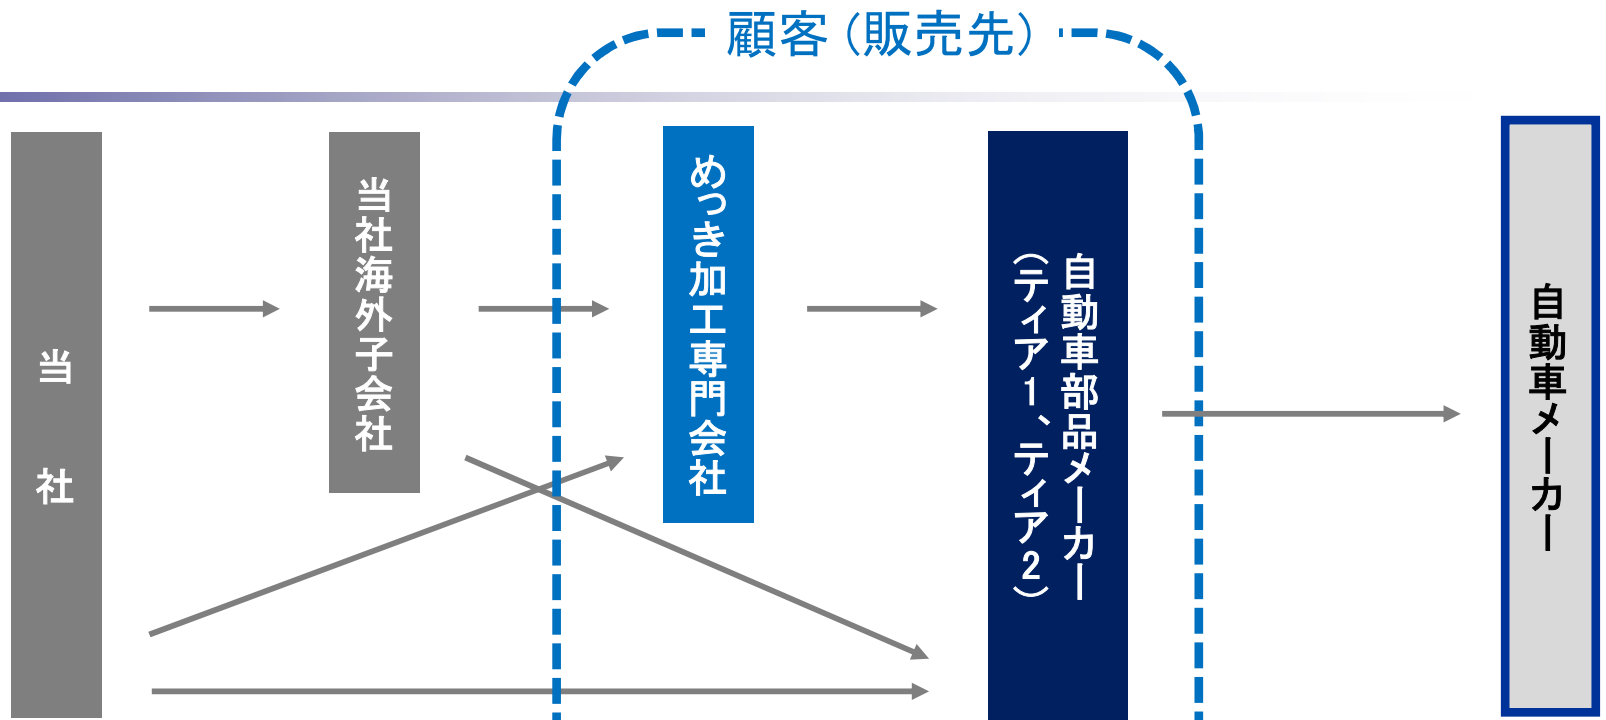 顧客（販売先）
当社
当社海外子会社
めっき加工専門会社
自動車部品メーカー
（ティア1、ティア2）
自動車メーカー